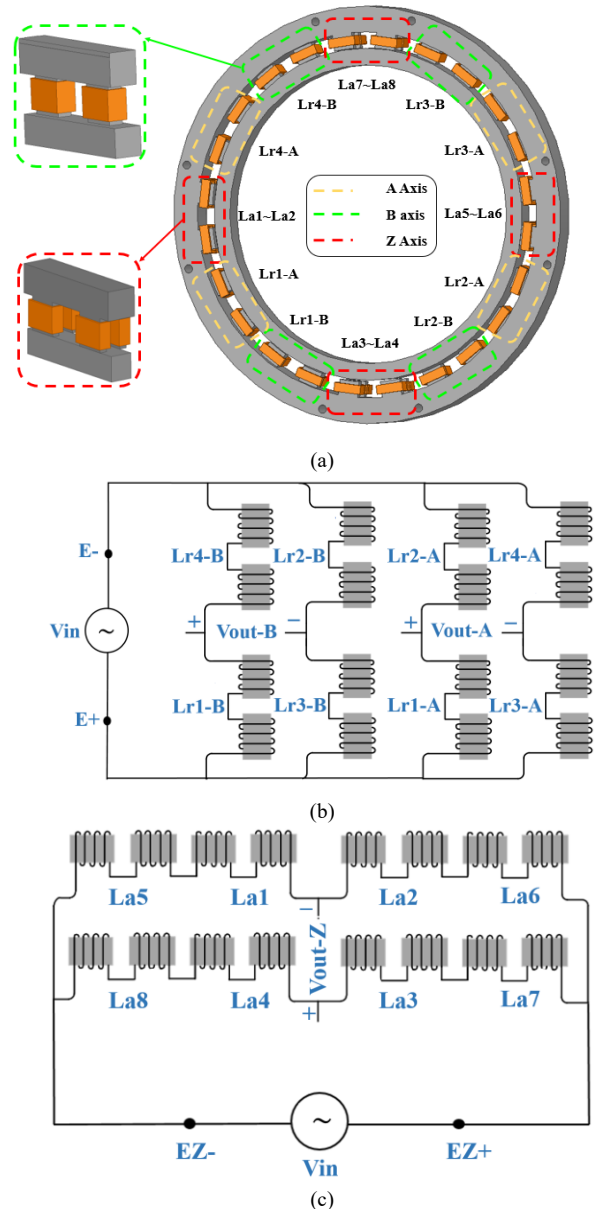 La7~La8
Lr4-B
Lr3-B
Lr4-A
Lr3-A
A Axis
La1~La2
B axis
La5~La6
Z Axis
Lr1-A
Lr2-A
Lr1-B
Lr2-B
La3~La4
(a)
E-
Lr4-B
Lr2-B
Lr2-A
Lr4-A
Vin
~
+
Vout-B
−
+
Vout-A
−
E+
Lr1-B
Lr3-B
Lr1-A
Lr3-A
(b)
La5
La1
La2
La6
−
Vout-Z
+
La8
La4
La3
La7
~
EZ-
Vin
EZ+
(c)